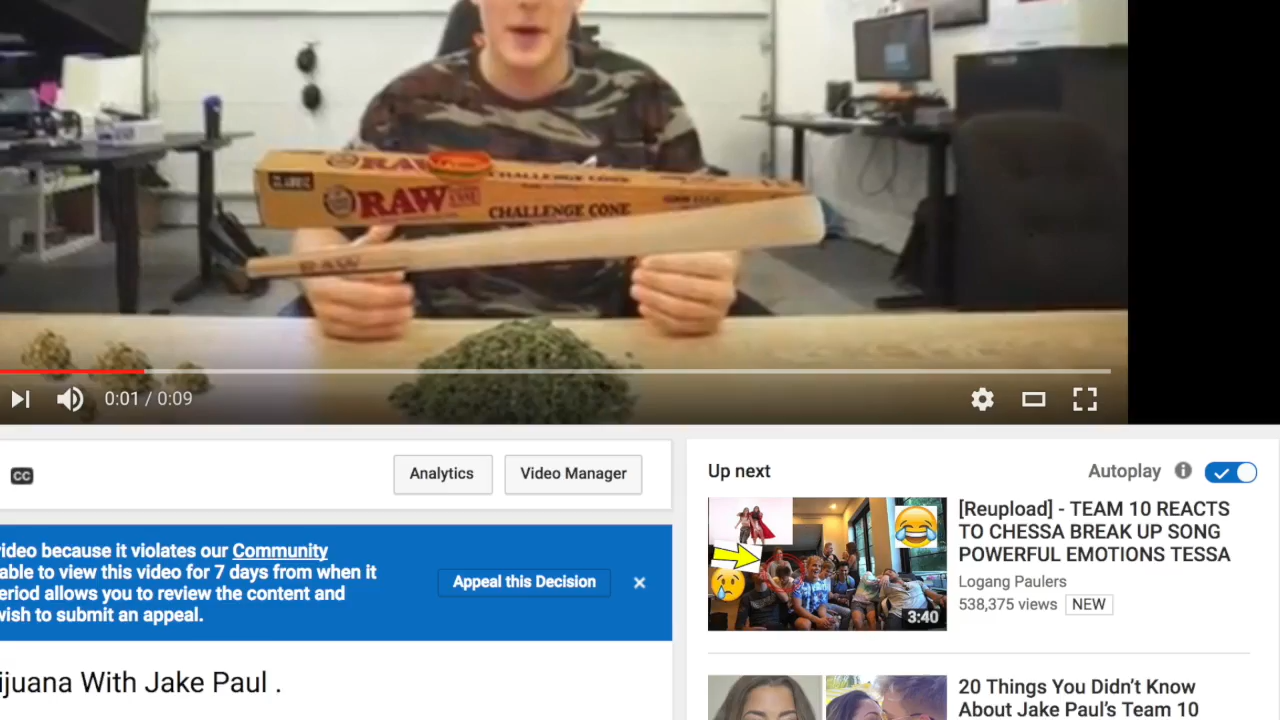 RAW
CHALLENGE CONE
RAW
CHALLENGE CONE
RAW
0:01 / 0:09
CC
Analytics
Video Manager
ideo because it violates our Community
able to view this video for 7 days from when it
eriod allows you to review the content and
wish to submit an appeal.
Appeal this Decision
ijuana With Jake Paul .
Up next
Autoplay
[Reupload] - TEAM 10 REACTS
TO CHESSA BREAK UP SONG
POWERFUL EMOTIONS TESSA
Logang Paulers
538,375 views NEW
3:40
20 Things You Didn't Know
About Jake Paul's Team 10